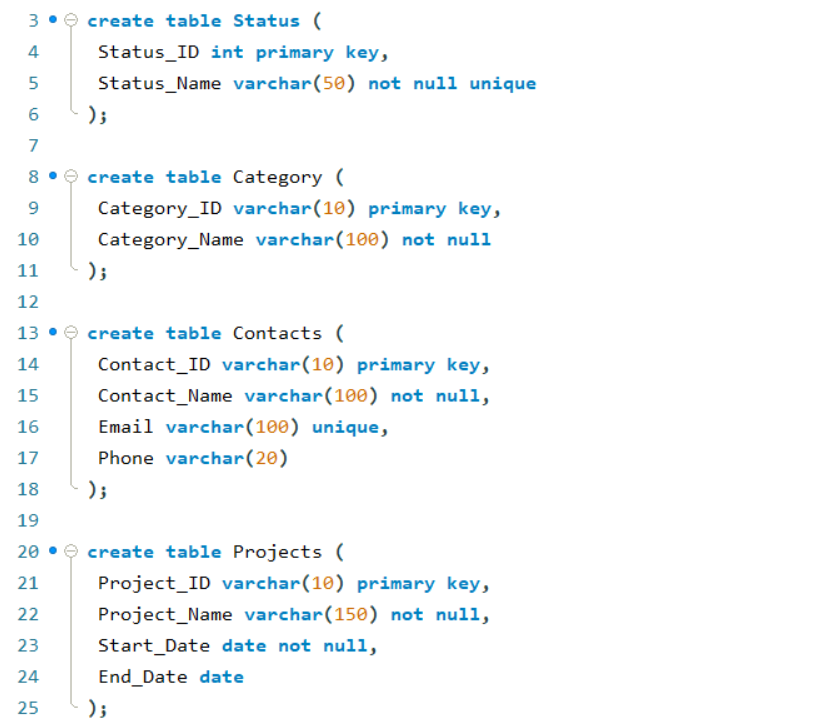 3 create table Status (
4 Status_ID int primary key,
5 Status_Name varchar(50) not null unique
6 );
7
8 create table Category (
9 Category_ID varchar(10) primary key,
10 Category_Name varchar(100) not null
11 );
12
13 create table Contacts (
14 Contact_ID varchar(10) primary key,
15 Contact_Name varchar(100) not null,
16 Email varchar(100) unique,
17 Phone varchar(20)
18 );
19
20 create table Projects (
21 Project_ID varchar(10) primary key,
22 Project_Name varchar(150) not null,
23 Start_Date date not null,
24 End_Date date
25 );